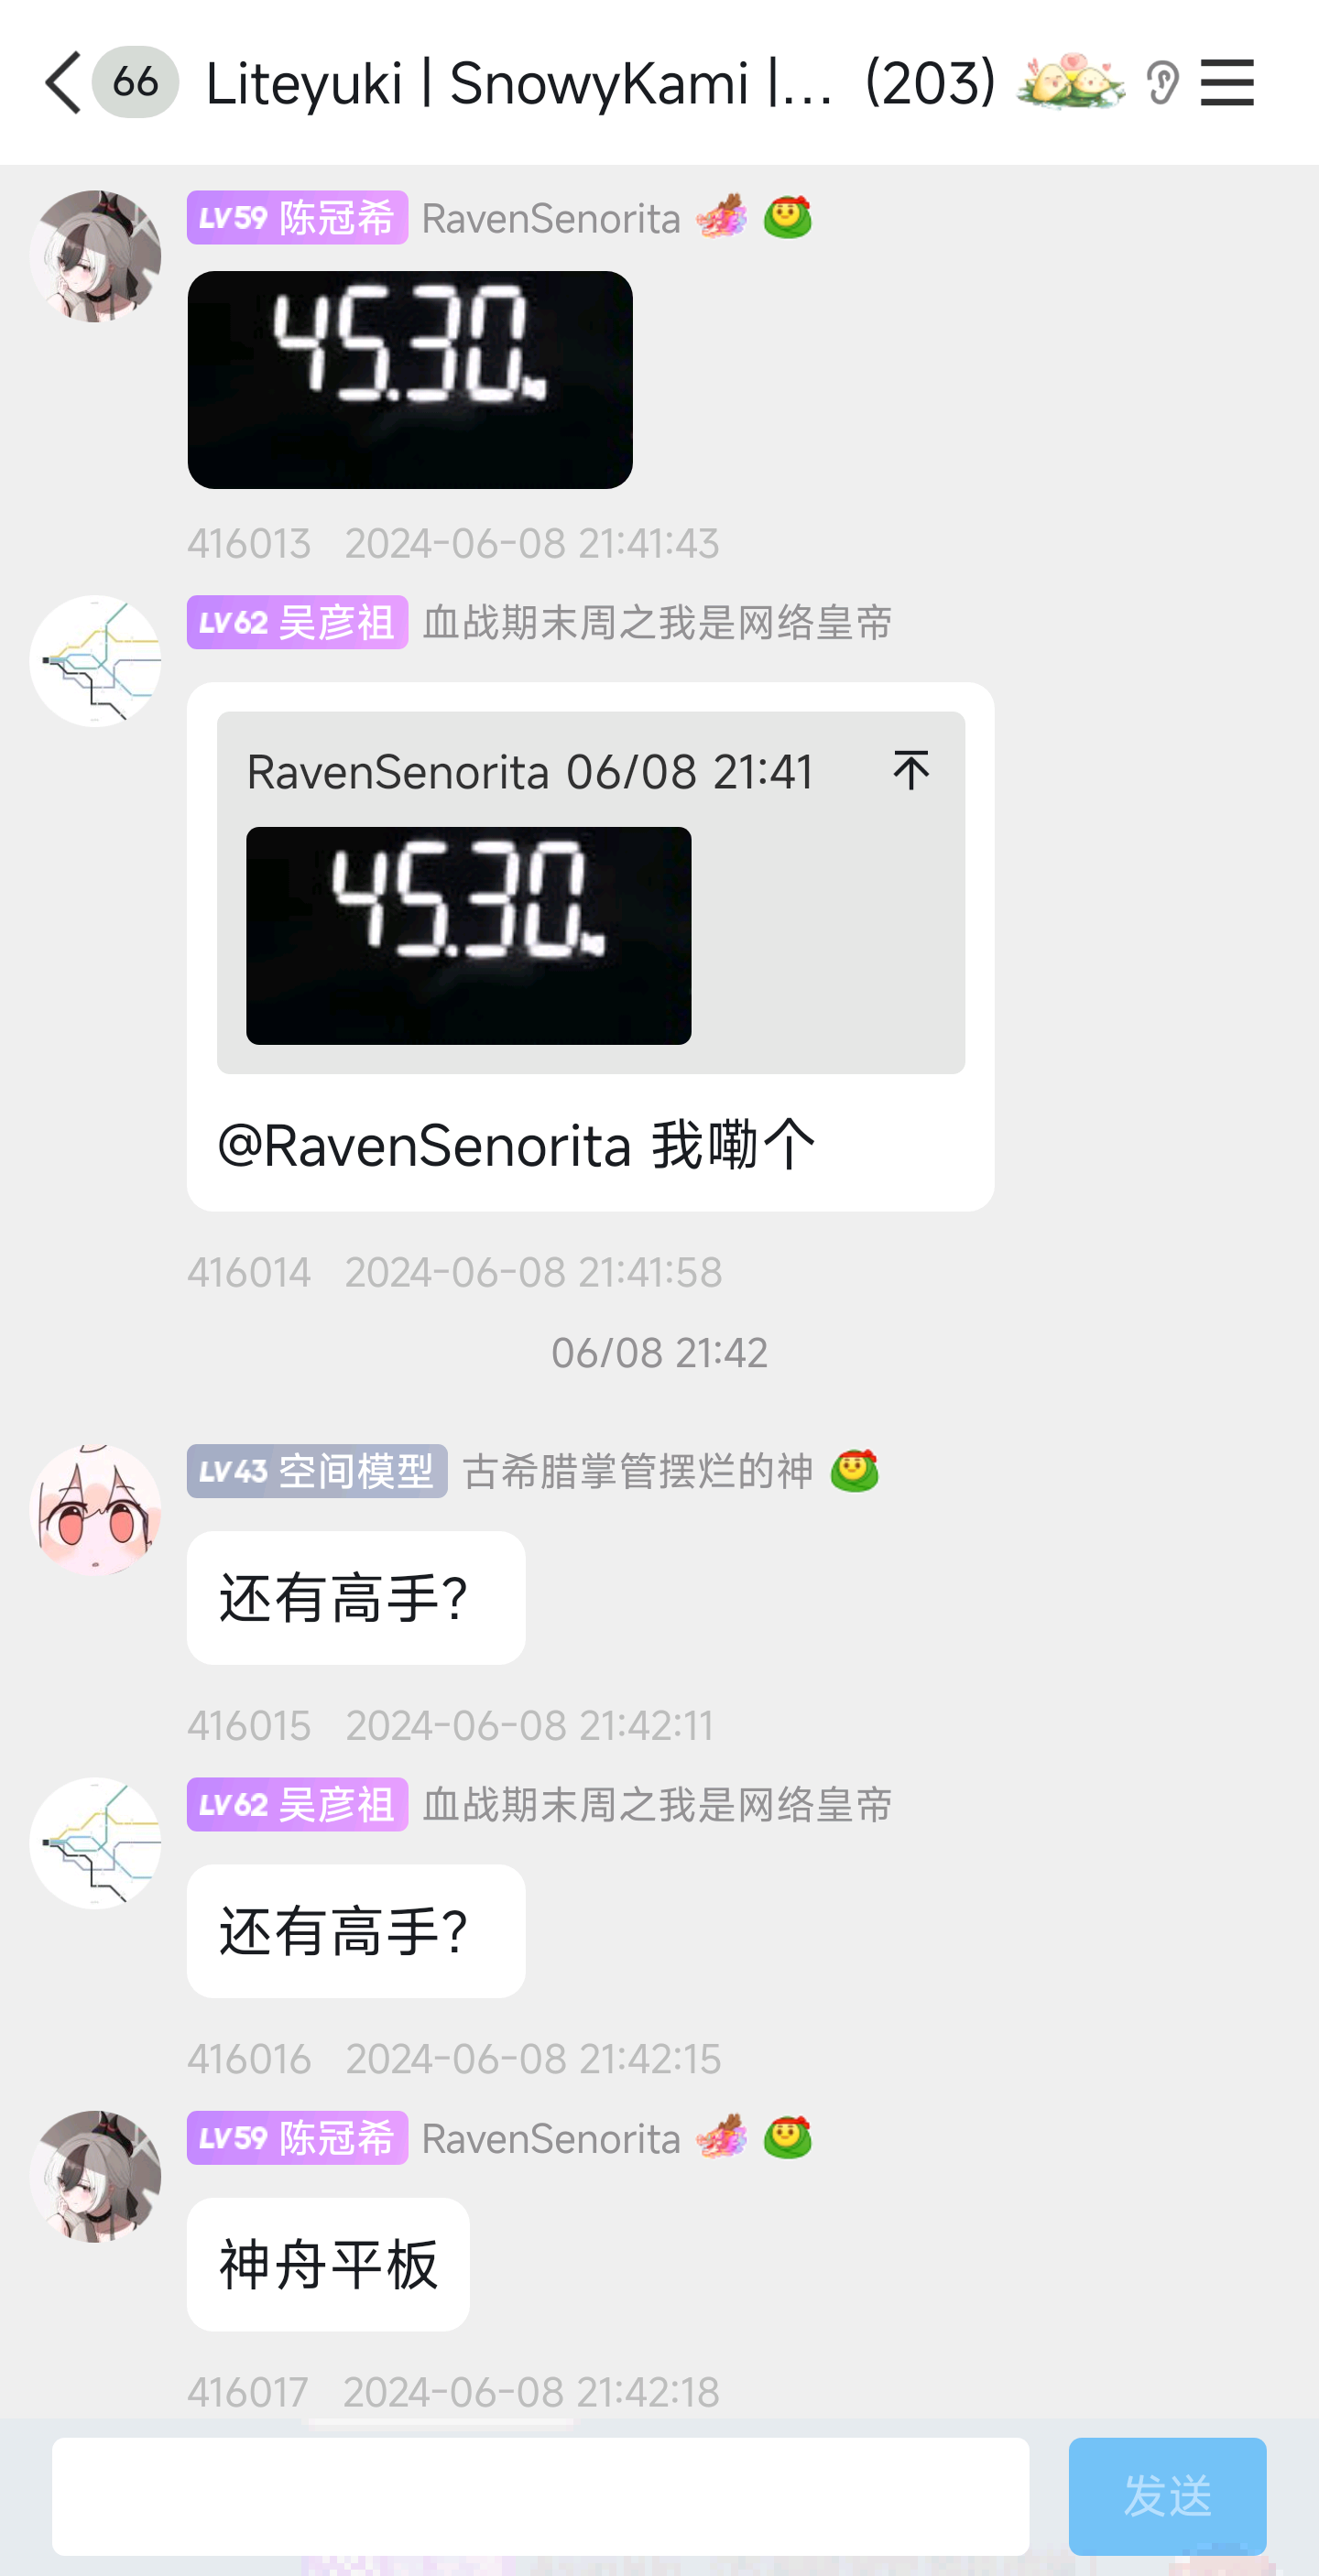 66 Liteyuki | SnowyKami |... (203)
LV59 陈冠希 RavenSenorita
45.30
416013 2024-06-08 21:41:43
LV62 吴彦祖 血战期末周之我是网络皇帝
RavenSenorita 06/08 21:41
45.30
@RavenSenorita 我嘞个
416014 2024-06-08 21:41:58
06/08 21:42
LV43 空间模型 古希腊掌管摆烂的神
还有高手?
416015 2024-06-08 21:42:11
LV62 吴彦祖 血战期末周之我是网络皇帝
还有高手?
416016 2024-06-08 21:42:15
LV59 陈冠希 RavenSenorita
神舟平板
416017 2024-06-08 21:42:18
发送